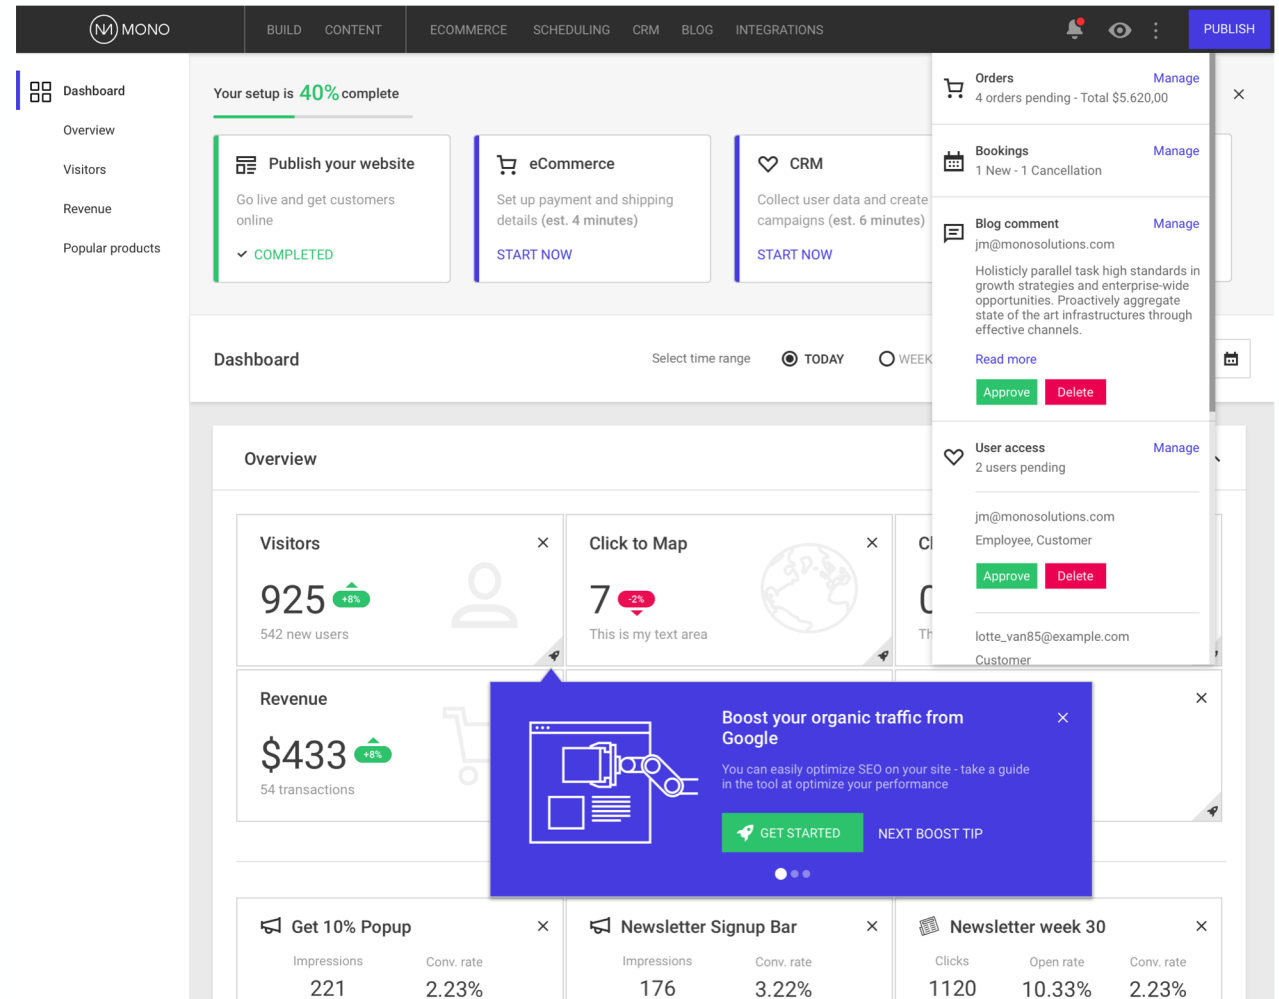 MONO
BUILD
CONTENT
ECOMMERCE
SCHEDULING
CRM
BLOG
INTEGRATIONS
PUBLISH
Dashboard
Overview
Visitors
Revenue
Popular products
Your setup is 40% complete
Publish your website
Go live and get customers
online
COMPLETED
eCommerce
Set up payment and shipping
details (est. 4 minutes)
START NOW
CRM
Collect user data and create
campaigns (est. 6 minutes)
START NOW
Orders
Manage
4 orders pending - Total $5.620,00
Bookings
Manage
1 New - 1 Cancellation
Blog comment
Manage
jm@monosolutions.com
Holisticly parallel task high standards in
growth strategies and enterprise-wide
opportunities. Proactively aggregate
state of the art infrastructures through
effective channels.
Read more
Approve
Delete
User access
Manage
2 users pending
jm@monosolutions.com
Employee, Customer
Approve
Delete
lotte_van85@example.com
Customer
Dashboard
Select time range
TODAY
WEEK
Overview
Visitors
925 +8%
542 new users
Click to Map
7 -2%
This is my text area
Revenue
$433 +8%
54 transactions
Boost your organic traffic from
Google
You can easily optimize SEO on your site - take a guide
in the tool at optimize your performance
GET STARTED
NEXT BOOST TIP
Get 10% Popup
Impressions
Conv. rate
221
2.23%
Newsletter Signup Bar
Impressions
Conv. rate
176
3.22%
Newsletter week 30
Clicks
Open rate
Conv. rate
1120
10.33%
2.23%